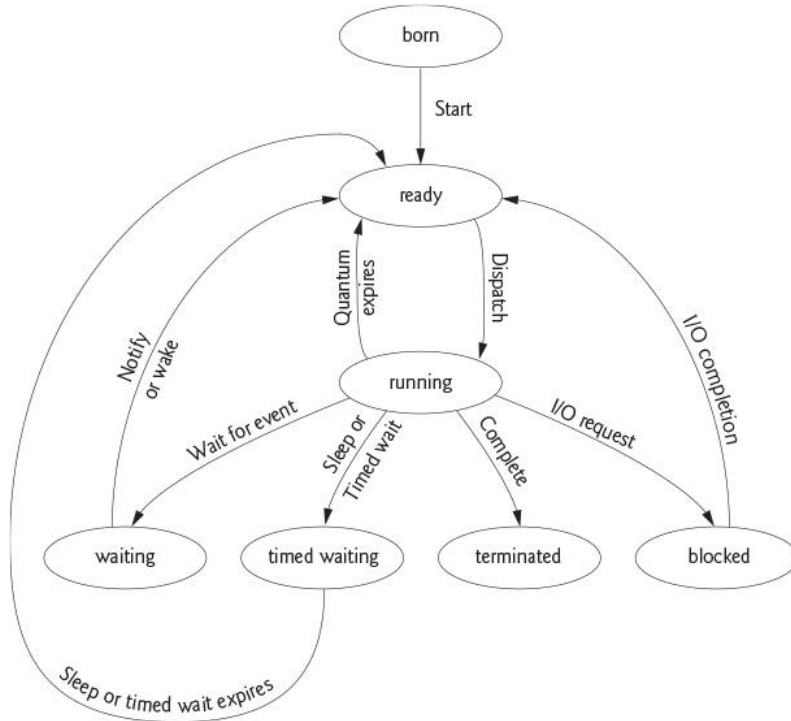 born
Start
ready
Quantum
expires
Dispatch
Notify
or wake
I/O completion
running
Wait for event
Sleep or
Timed wait
Complete
I/O request
waiting
timed waiting
terminated
blocked
Sleep or timed wait expires